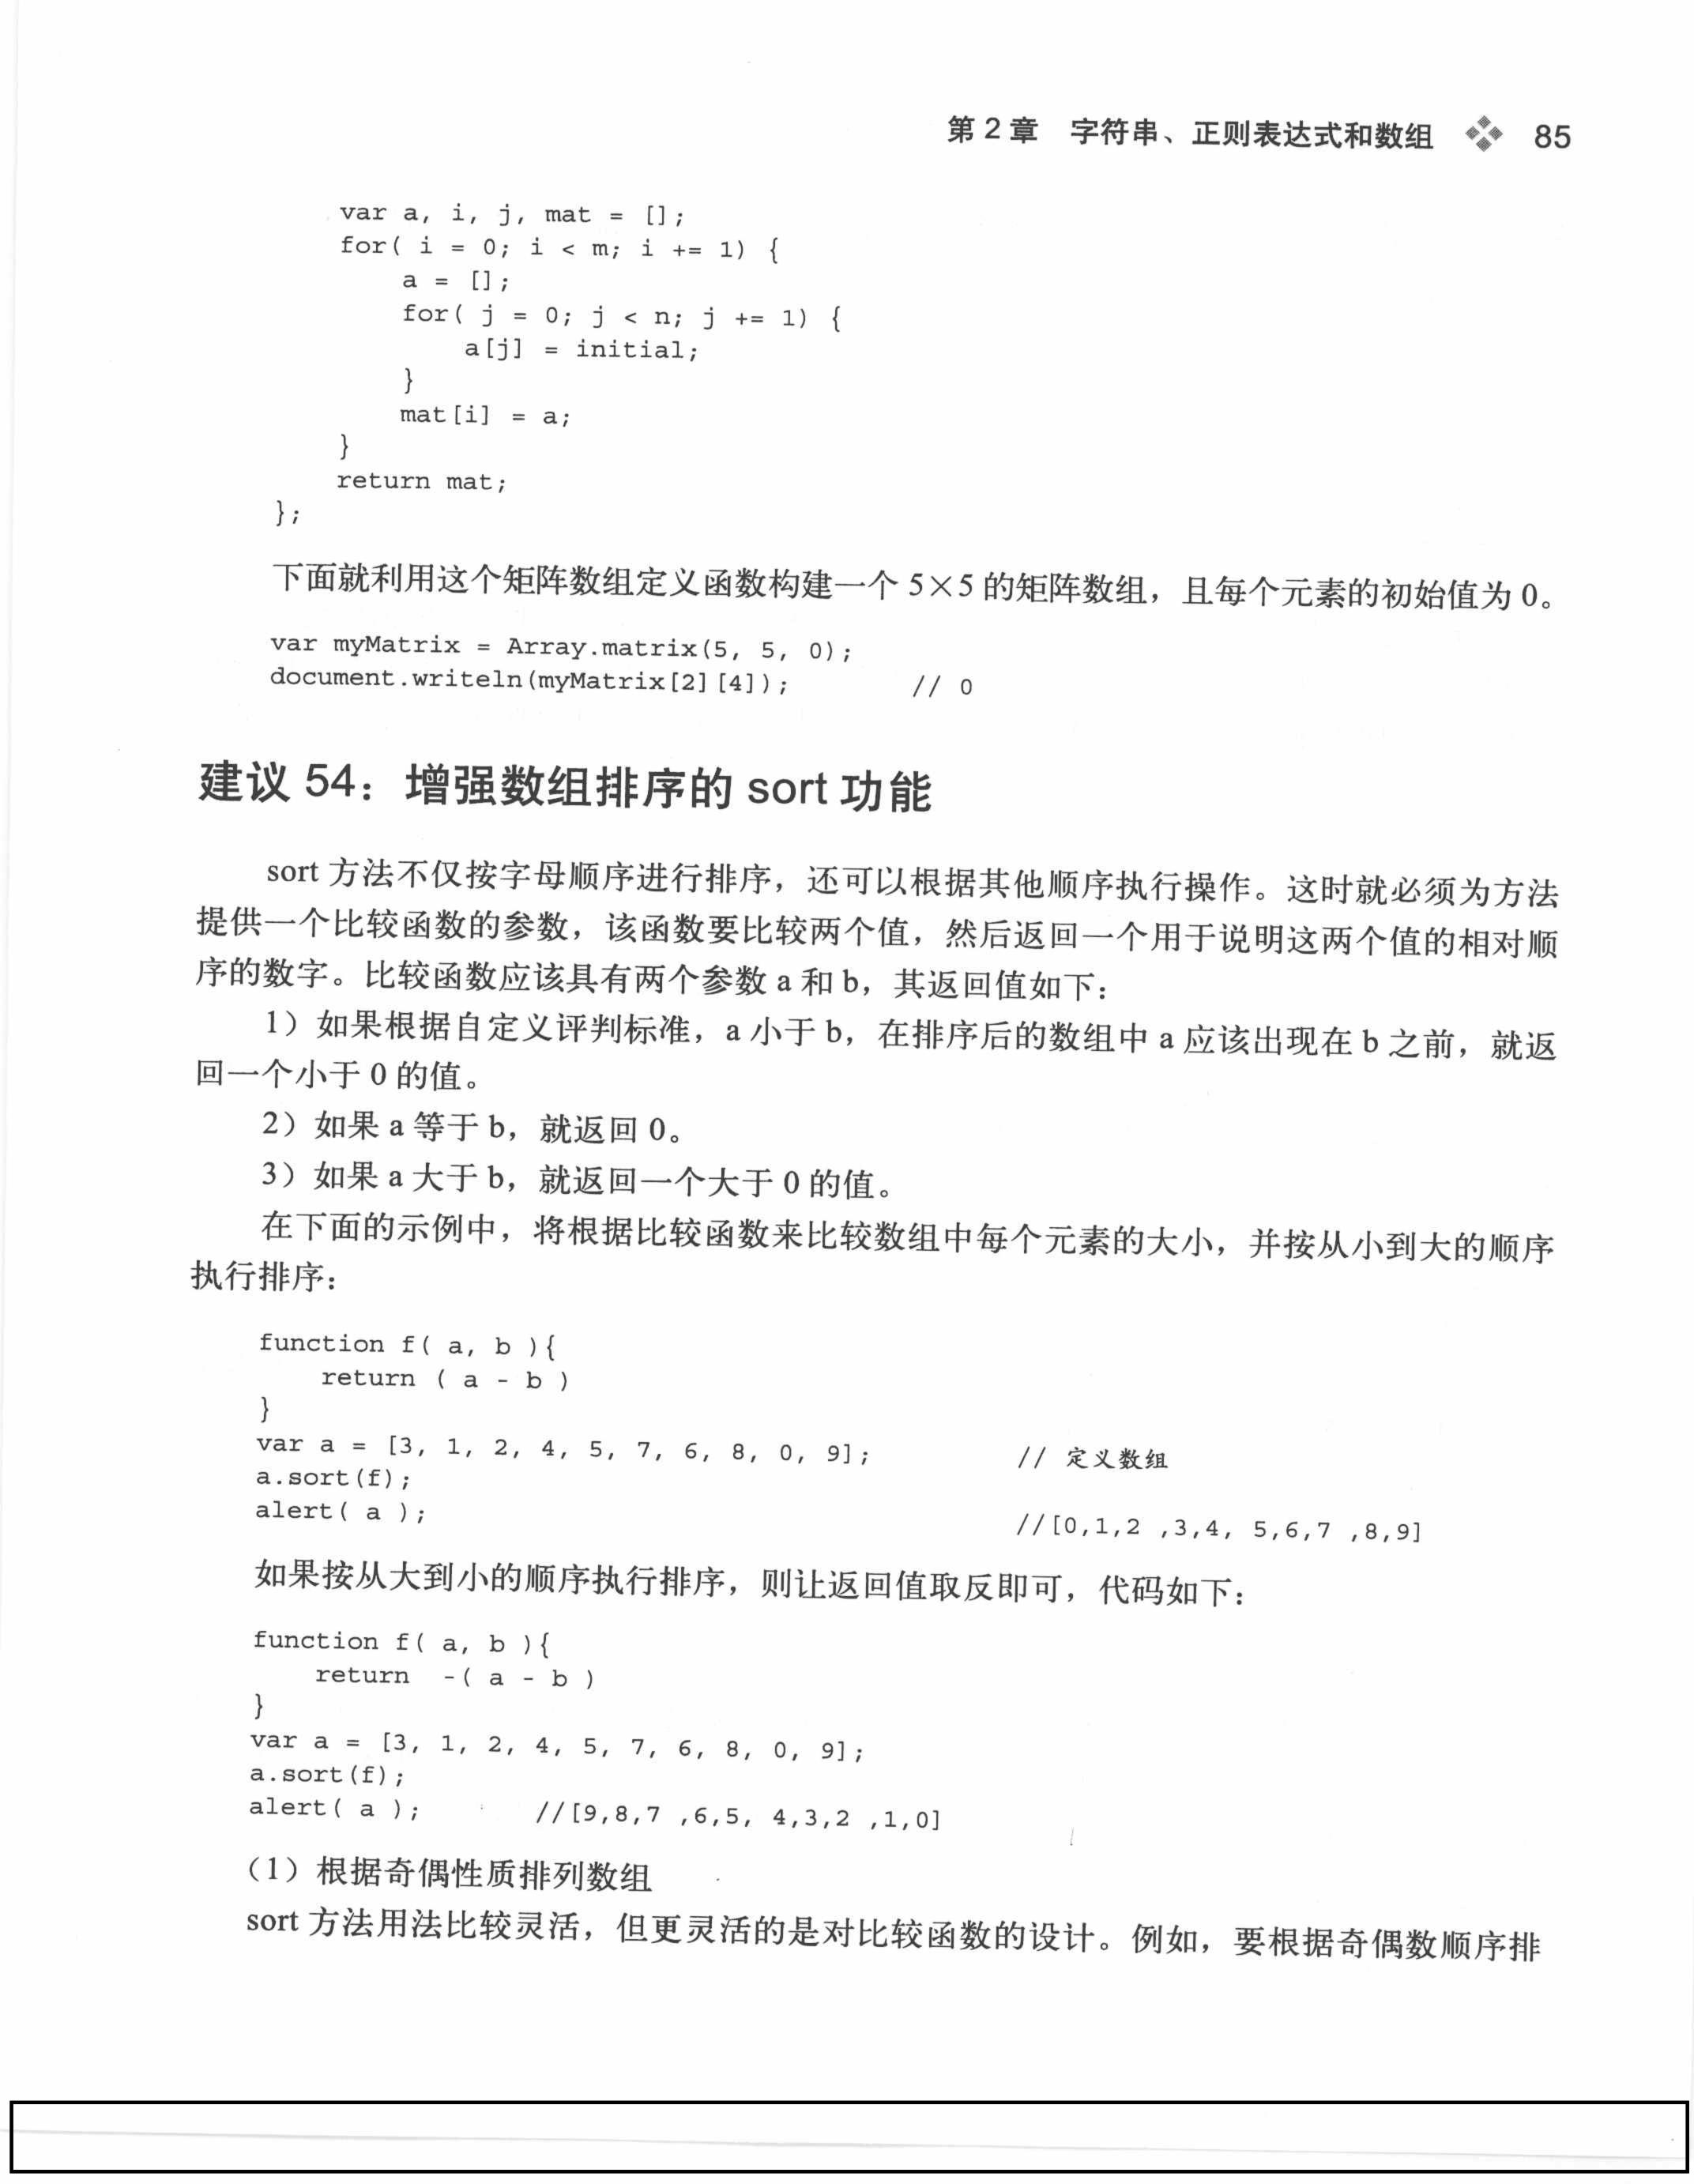 第 2 章　字符串、正则表达式和数组　85
var a, i, j, mat = [];
for( i = 0; i < m; i += 1) {
a = [];
for( j = 0; j < n; j += 1) {
a[j] = initial;
}
mat[i] = a;
}
return mat;
};
下面就利用这个矩阵数组定义函数构建一个 5×5 的矩阵数组，且每个元素的初始值为 0。
var myMatrix = Array.matrix(5, 5, 0);
document.writeln(myMatrix[2][4]); // 0
建议 54：增强数组排序的 sort 功能
sort 方法不仅按字母顺序进行排序，还可以根据其他顺序执行操作。这时就必须为方法
提供一个比较函数的参数，该函数要比较两个值，然后返回一个用于说明这两个值的相对顺
序的数字。比较函数应该具有两个参数 a 和 b，其返回值如下：
1）如果根据自定义评判标准，a 小于 b，在排序后的数组中 a 应该出现在 b 之前，就返
回一个小于 0 的值。
2）如果 a 等于 b，就返回 0。
3）如果 a 大于 b，就返回一个大于 0 的值。
在下面的示例中，将根据比较函数来比较数组中每个元素的大小，并按从小到大的顺序
执行排序：
function f( a, b ){
return ( a - b )
}
var a = [3, 1, 2, 4, 5, 7, 6, 8, 0, 9]; // 定义数组
a.sort(f);
alert( a ); //[0,1,2 ,3,4, 5,6,7 ,8,9]
如果按从大到小的顺序执行排序，则让返回值取反即可，代码如下：
function f( a, b ){
return  -( a - b )
}
var a = [3, 1, 2, 4, 5, 7, 6, 8, 0, 9];
a.sort(f);
alert( a ); //[9,8,7 ,6,5, 4,3,2 ,1,0]
（1）根据奇偶性质排列数组
sort 方法用法比较灵活，但更灵活的是对比较函数的设计。例如，要根据奇偶数顺序排